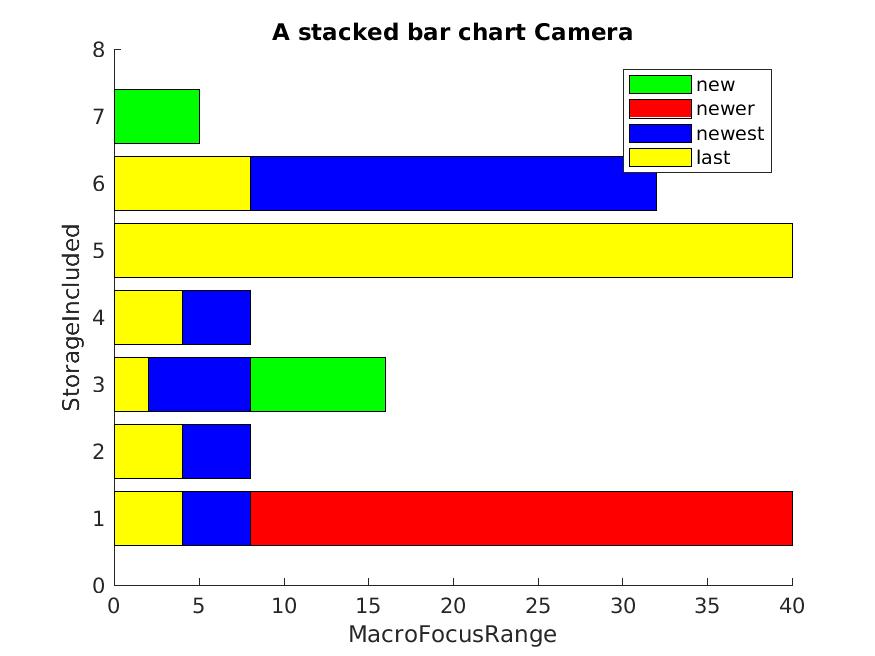 A stacked bar chart Camera
new
newer
newest
last
StorageIncluded
8
7
6
5
4
3
2
1
0
0 5 10 15 20 25 30 35 40
MacroFocusRange